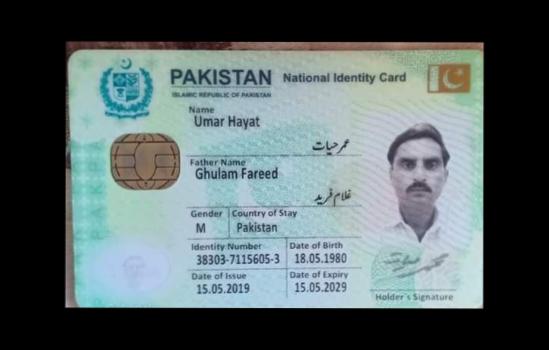 PAKISTAN National Identity Card
ISLAMIC REPUBLIC OF PAKISTAN
Name
Umar Hayat
عمر حیات
Father Name
Ghulam Fareed
غلام فرید
Gender Country of Stay
M Pakistan
Identity Number Date of Birth
38303-7115605-3 18.05.1980
Date of Issue Date of Expiry
15.05.2019 15.05.2029
Holder's Signature